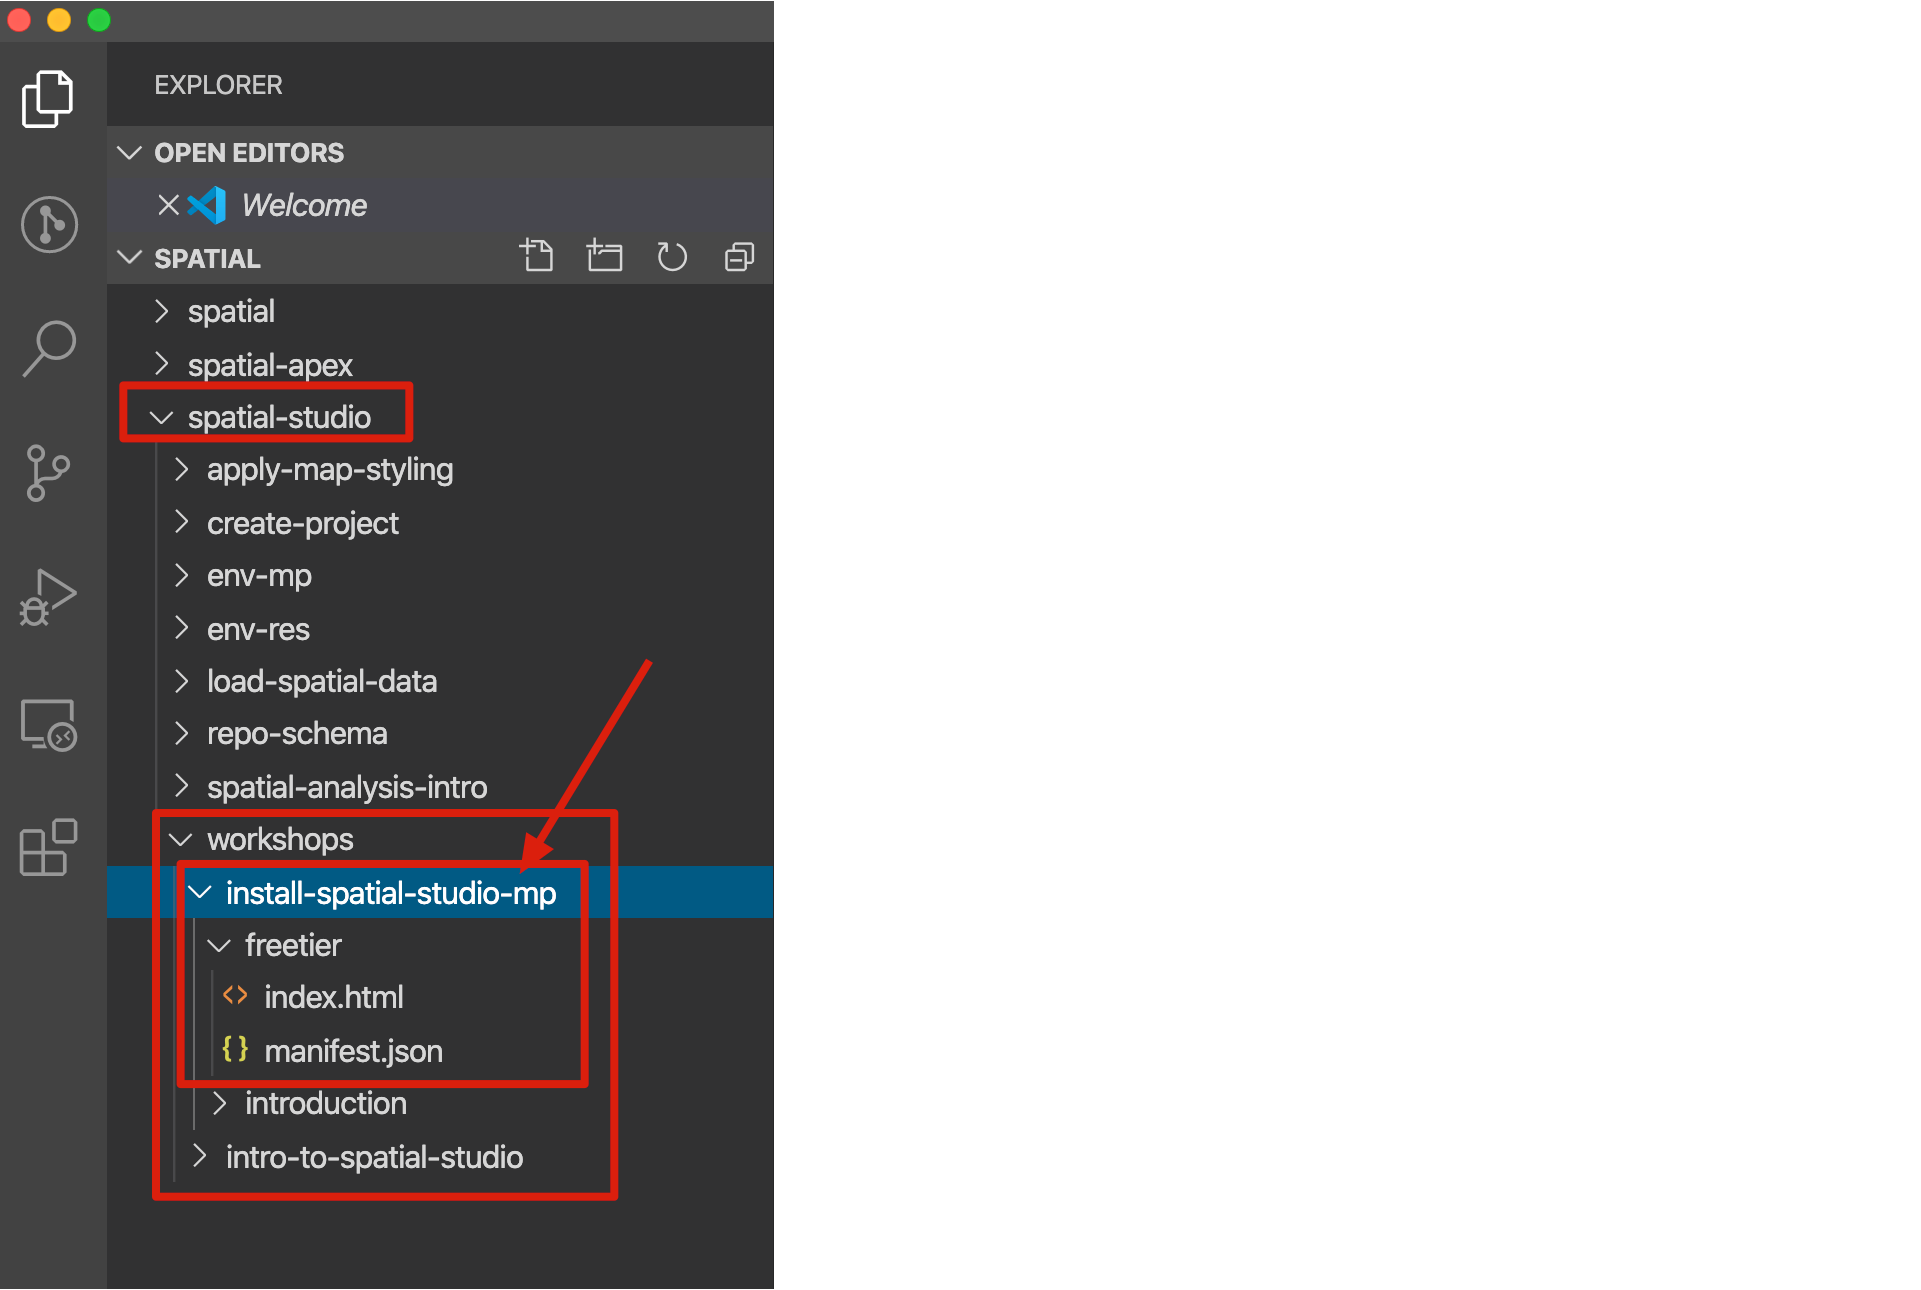 EXPLORER
OPEN EDITORS
Welcome
SPATIAL
spatial
spatial-apex
spatial-studio
apply-map-styling
create-project
env-mp
env-res
load-spatial-data
repo-schema
spatial-analysis-intro
workshops
install-spatial-studio-mp
freetier
index.html
manifest.json
introduction
intro-to-spatial-studio